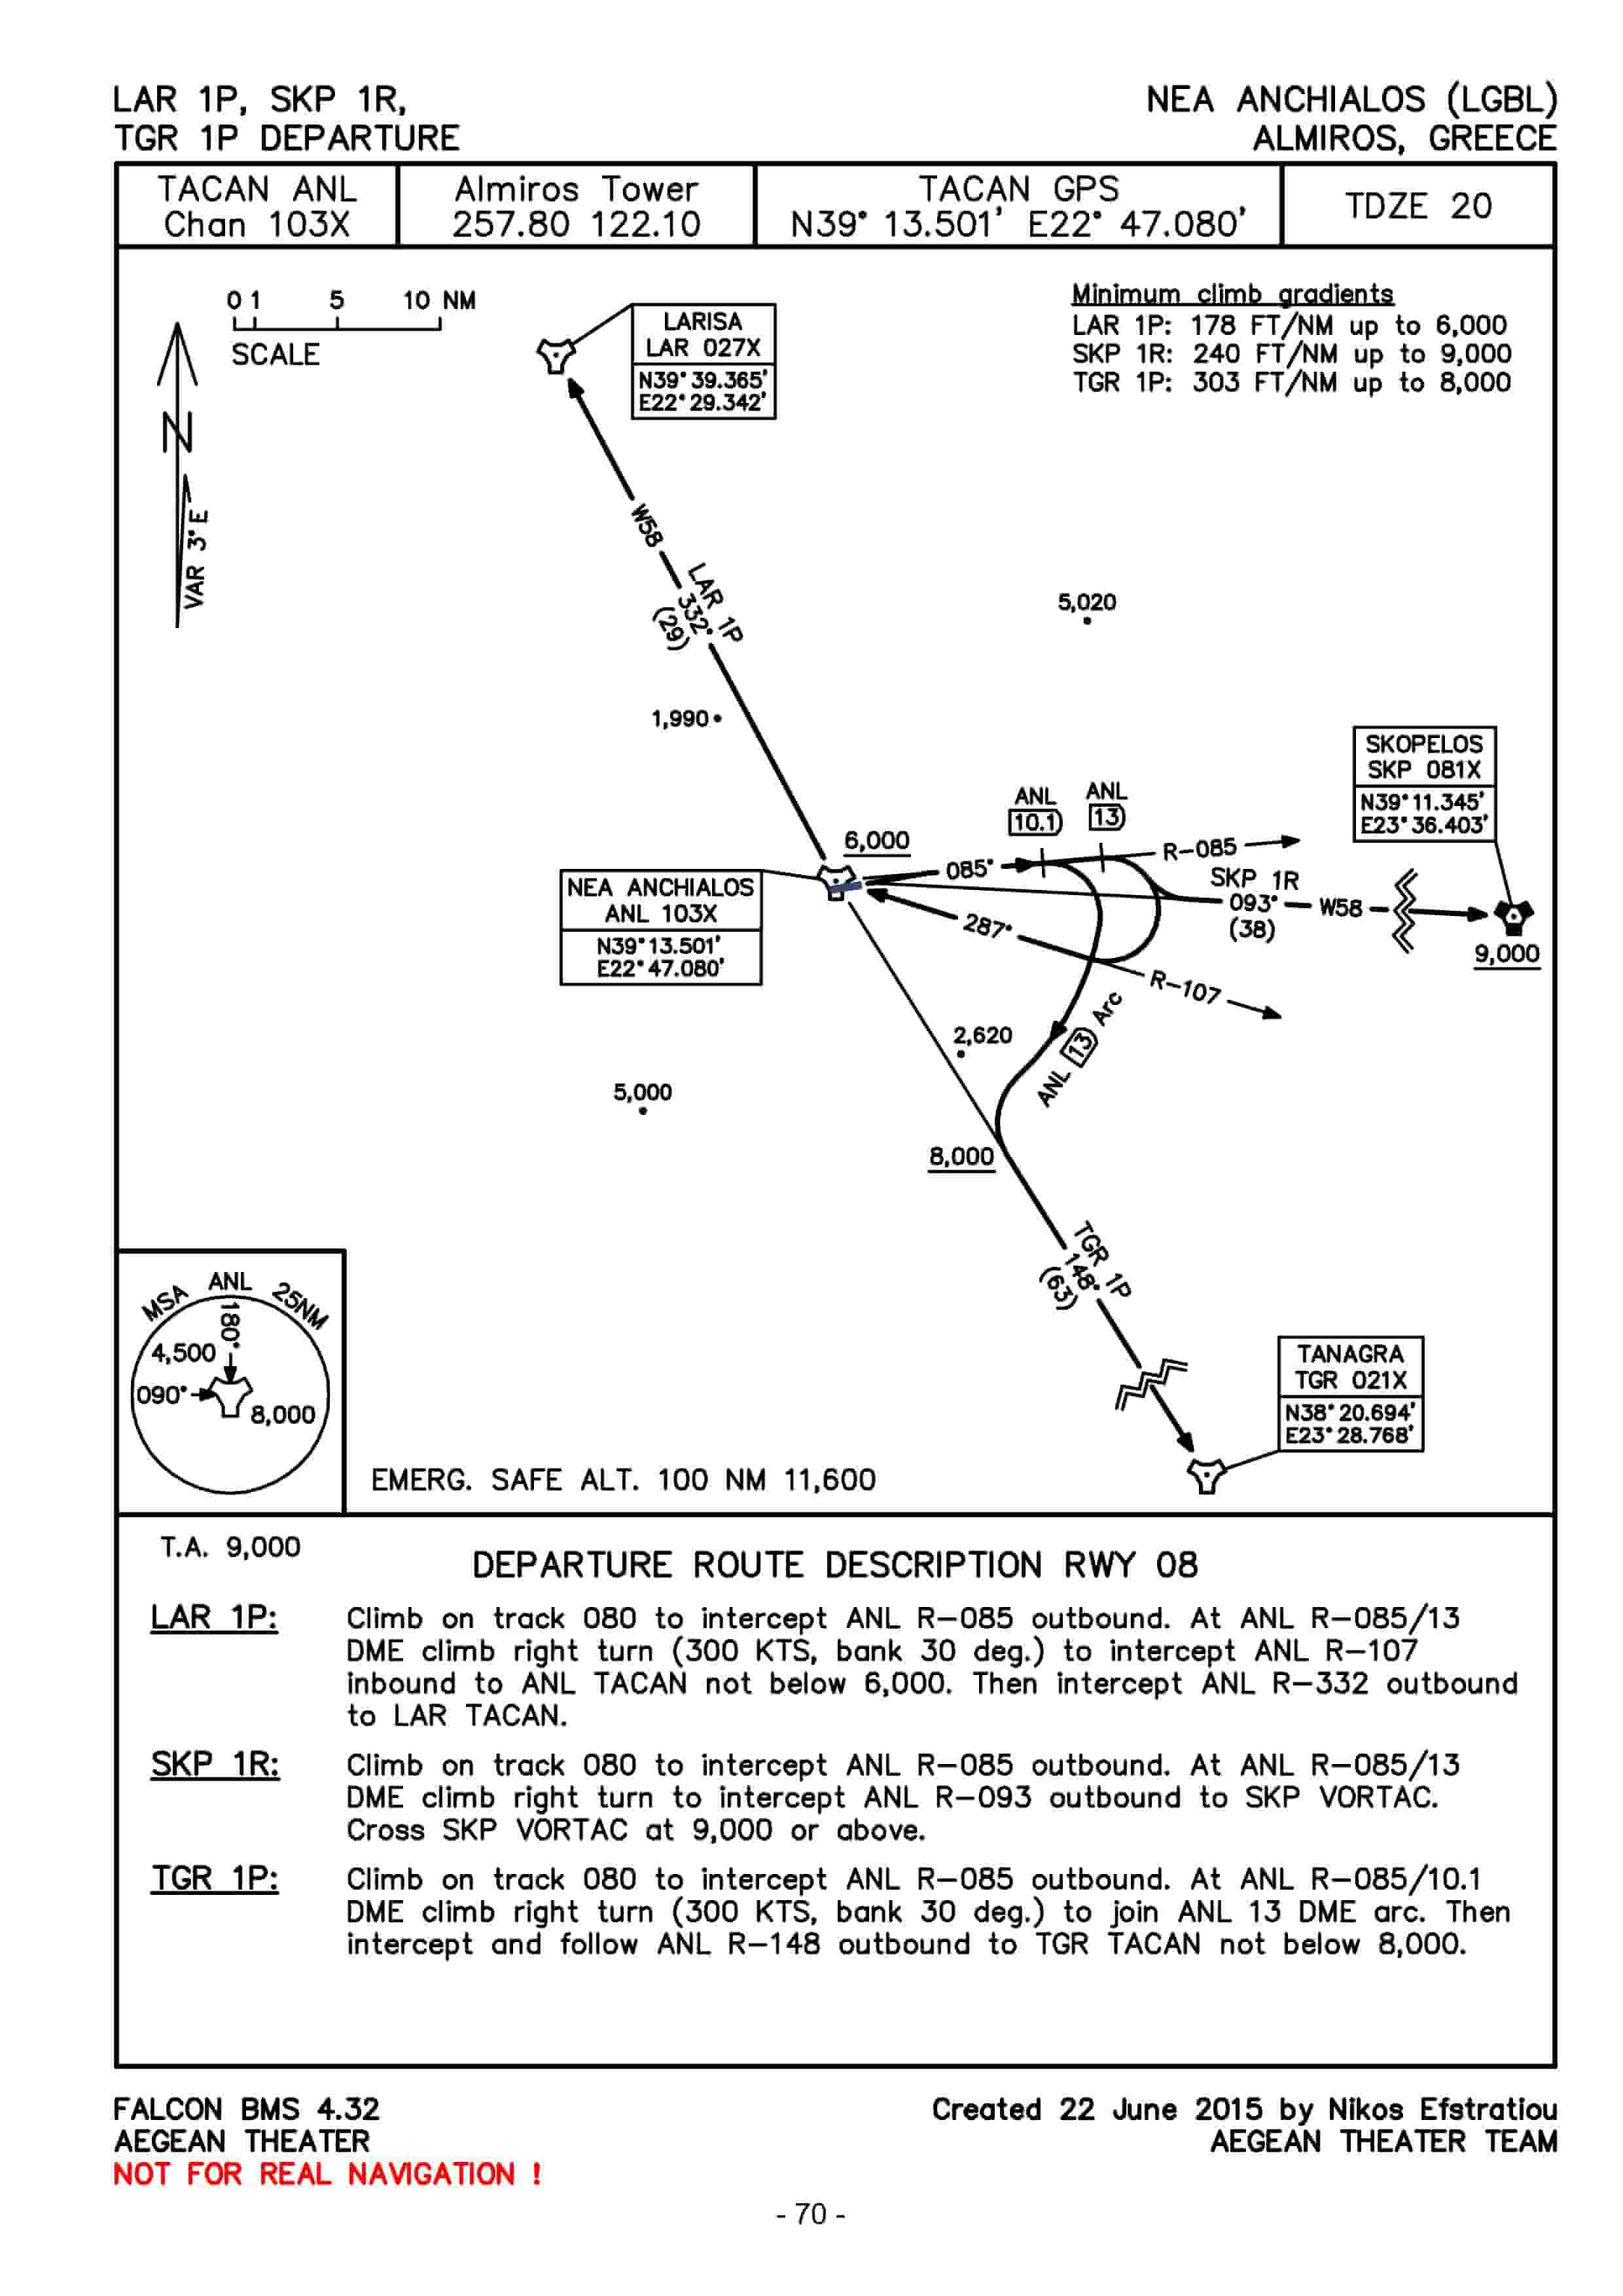 LAR 1P, SKP 1R,
TGR 1P DEPARTURE
NEA ANCHIALOS (LGBL)
ALMIROS, GREECE
TACAN ANL
Chan 103X
Almiros Tower
257.80 122.10
TACAN GPS
N39° 13.501' E22° 47.080'
TDZE 20
0 1 5 10 NM
SCALE
N
VAR 3°E
LARISA
LAR 027X
N39°39.365'
E22°29.342'
Minimum climb gradients
LAR 1P: 178 FT/NM up to 6,000
SKP 1R: 240 FT/NM up to 9,000
TGR 1P: 303 FT/NM up to 8,000
W58
LAR 1P
332°
(29)
5,020
1,990
SKOPELOS
SKP 081X
N39°11.345'
E23°36.403'
ANL
10.1
ANL
13
6,000
085°
R-085
SKP 1R
093°
(38)
W58
9,000
NEA ANCHIALOS
ANL 103X
N39°13.501'
E22°47.080'
287°
R-107
ANL 13 Arc
2,620
5,000
8,000
TGR 1P
148°
(63)
TANAGRA
TGR 021X
N38°20.694'
E23°28.768'
MSA ANL 25NM
180°
4,500
090°
8,000
EMERG. SAFE ALT. 100 NM 11,600
T.A. 9,000
DEPARTURE ROUTE DESCRIPTION RWY 08
LAR 1P: Climb on track 080 to intercept ANL R-085 outbound. At ANL R-085/13
DME climb right turn (300 KTS, bank 30 deg.) to intercept ANL R-107
inbound to ANL TACAN not below 6,000. Then intercept ANL R-332 outbound
to LAR TACAN.
SKP 1R: Climb on track 080 to intercept ANL R-085 outbound. At ANL R-085/13
DME climb right turn to intercept ANL R-093 outbound to SKP VORTAC.
Cross SKP VORTAC at 9,000 or above.
TGR 1P: Climb on track 080 to intercept ANL R-085 outbound. At ANL R-085/10.1
DME climb right turn (300 KTS, bank 30 deg.) to join ANL 13 DME arc. Then
intercept and follow ANL R-148 outbound to TGR TACAN not below 8,000.
FALCON BMS 4.32
AEGEAN THEATER
NOT FOR REAL NAVIGATION !
Created 22 June 2015 by Nikos Efstratiou
AEGEAN THEATER TEAM
- 70 -